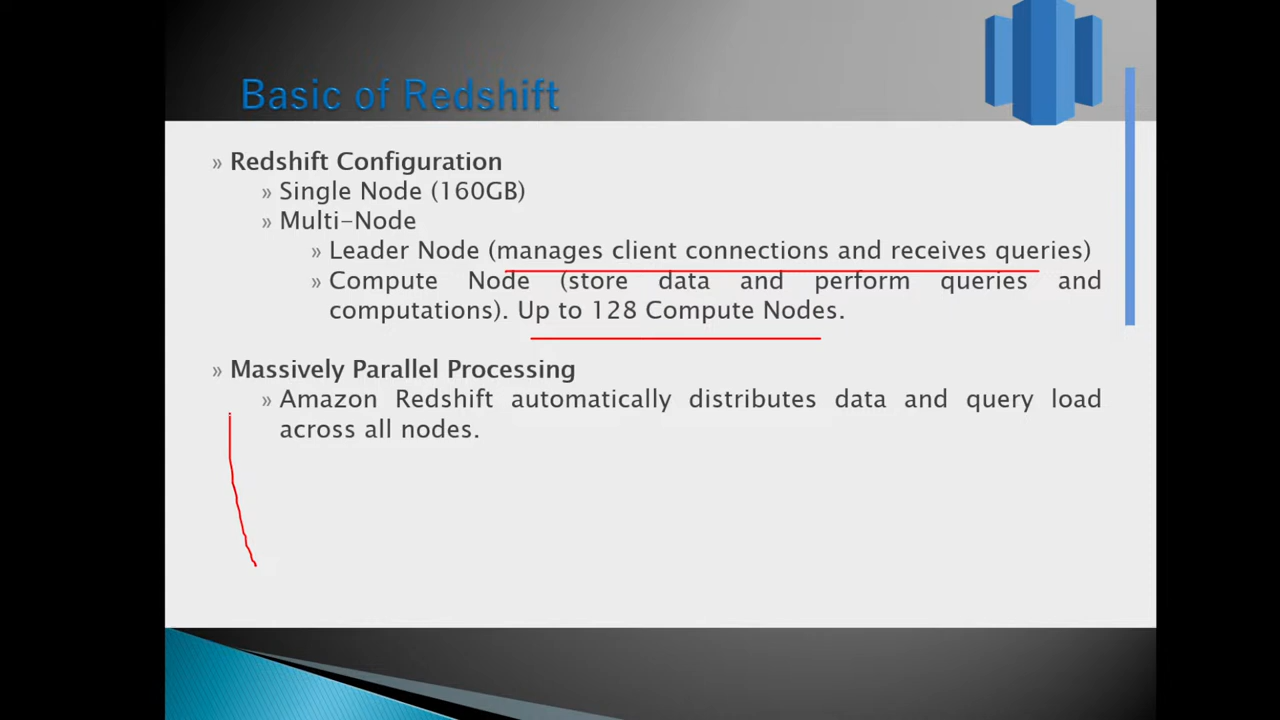 Basic of Redshift
» Redshift Configuration
» Single Node (160GB)
» Multi-Node
» Leader Node (manages client connections and receives queries)
» Compute Node (store data and perform queries and
computations). Up to 128 Compute Nodes.
» Massively Parallel Processing
» Amazon Redshift automatically distributes data and query load
across all nodes.